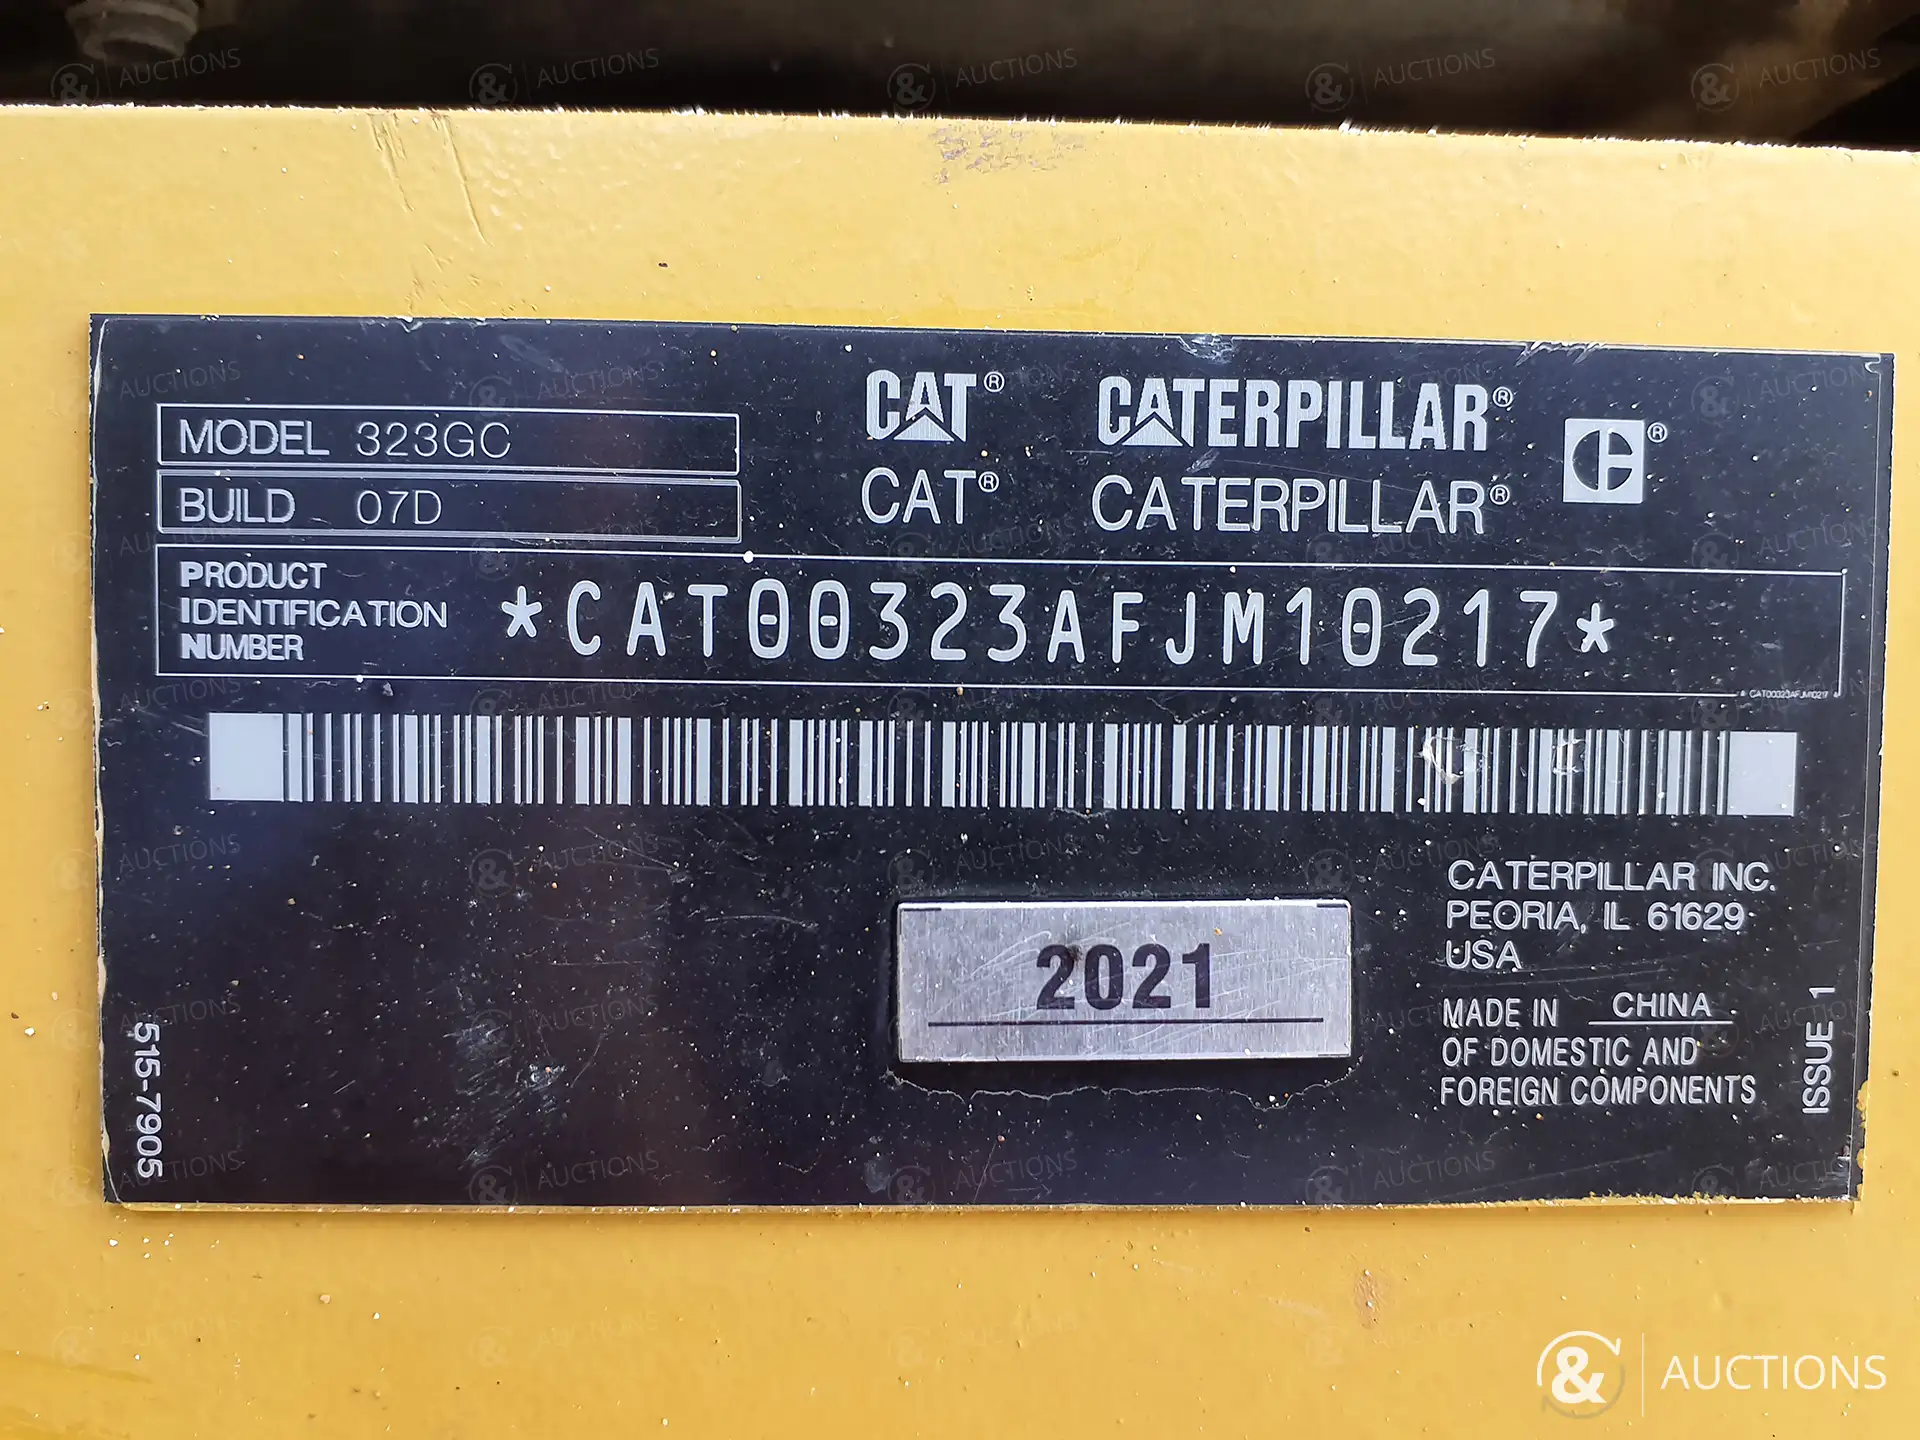 MODEL 323GC
BUILD 07D
CAT® CATERPILLAR® ®
CAT® CATERPILLAR®
PRODUCT
IDENTIFICATION
NUMBER
*CAT00323AFJM10217*
* CAT00323AFJM10217 *
CATERPILLAR INC.
PEORIA, IL 61629
USA
2021
MADE IN CHINA
OF DOMESTIC AND
FOREIGN COMPONENTS
515-7905
ISSUE 1
& AUCTIONS